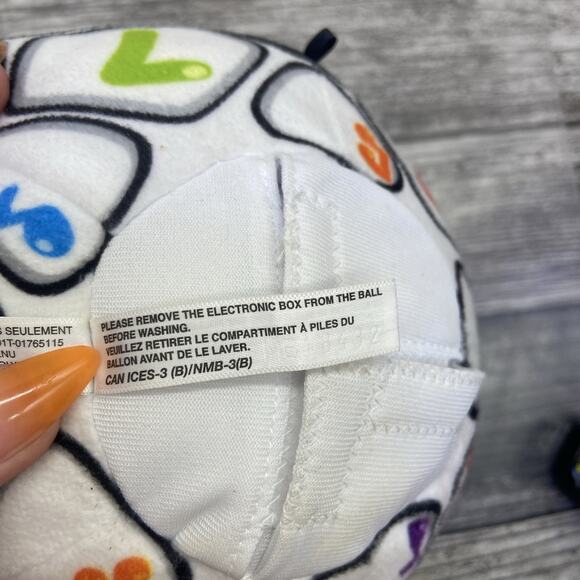 PLEASE REMOVE THE ELECTRONIC BOX FROM THE BALL
BEFORE WASHING.
VEUILLEZ RETIRER LE COMPARTIMENT À PILES DU
BALLON AVANT DE LE LAVER.
CAN ICES-3 (B)/NMB-3(B)
SEULEMENT
01T-01765115